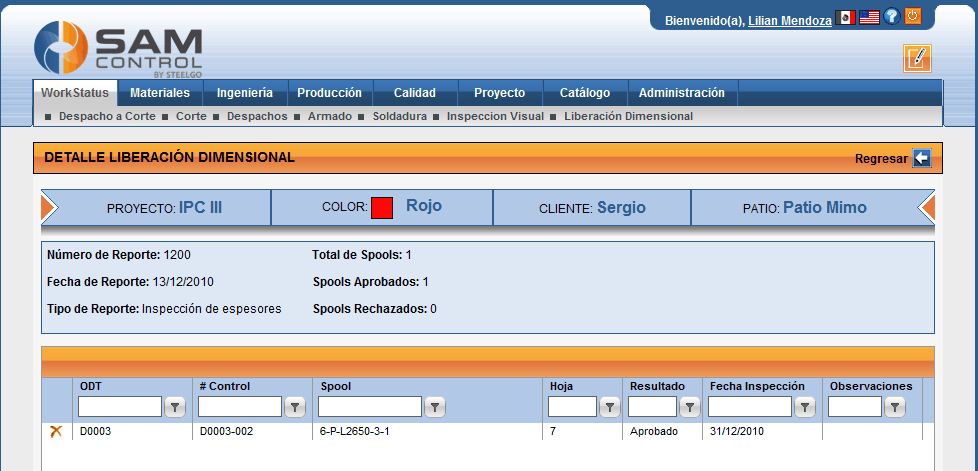 Bienvenido(a), Lilian Mendoza
SAM
CONTROL
BY STEELGO
WorkStatus Materiales Ingeniería Producción Calidad Proyecto Catálogo Administración
Despacho a Corte Corte Despachos Armado Soldadura Inspeccion Visual Liberación Dimensional
DETALLE LIBERACIÓN DIMENSIONAL Regresar
PROYECTO: IPC III COLOR: Rojo CLIENTE: Sergio PATIO: Patio Mimo
Número de Reporte: 1200 Total de Spools: 1
Fecha de Reporte: 13/12/2010 Spools Aprobados: 1
Tipo de Reporte: Inspección de espesores Spools Rechazados: 0
ODT # Control Spool Hoja Resultado Fecha Inspección Observaciones
D0003 D0003-002 6-P-L2650-3-1 7 Aprobado 31/12/2010